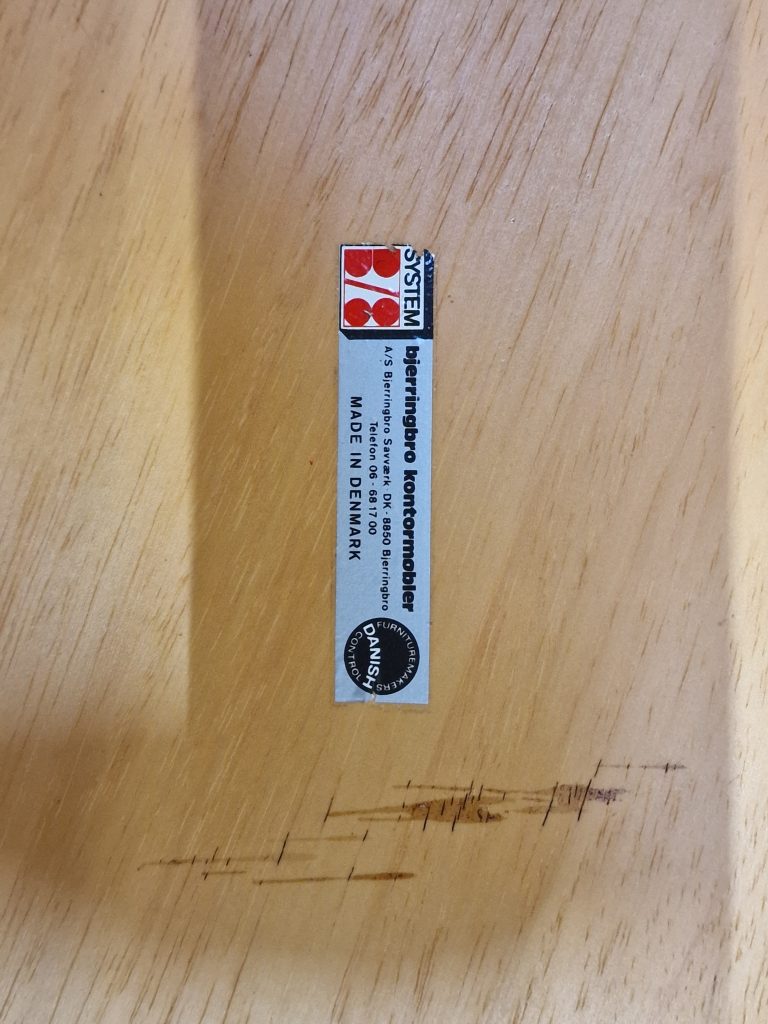 SYSTEM
B/8
bjerringbro kontormøbler
A/S Bjerringbro Savværk DK-8850 Bjerringbro
Telefon 06 - 68 17 00
MADE IN DENMARK
FURNITUREMAKERS
DANISH
CONTROL